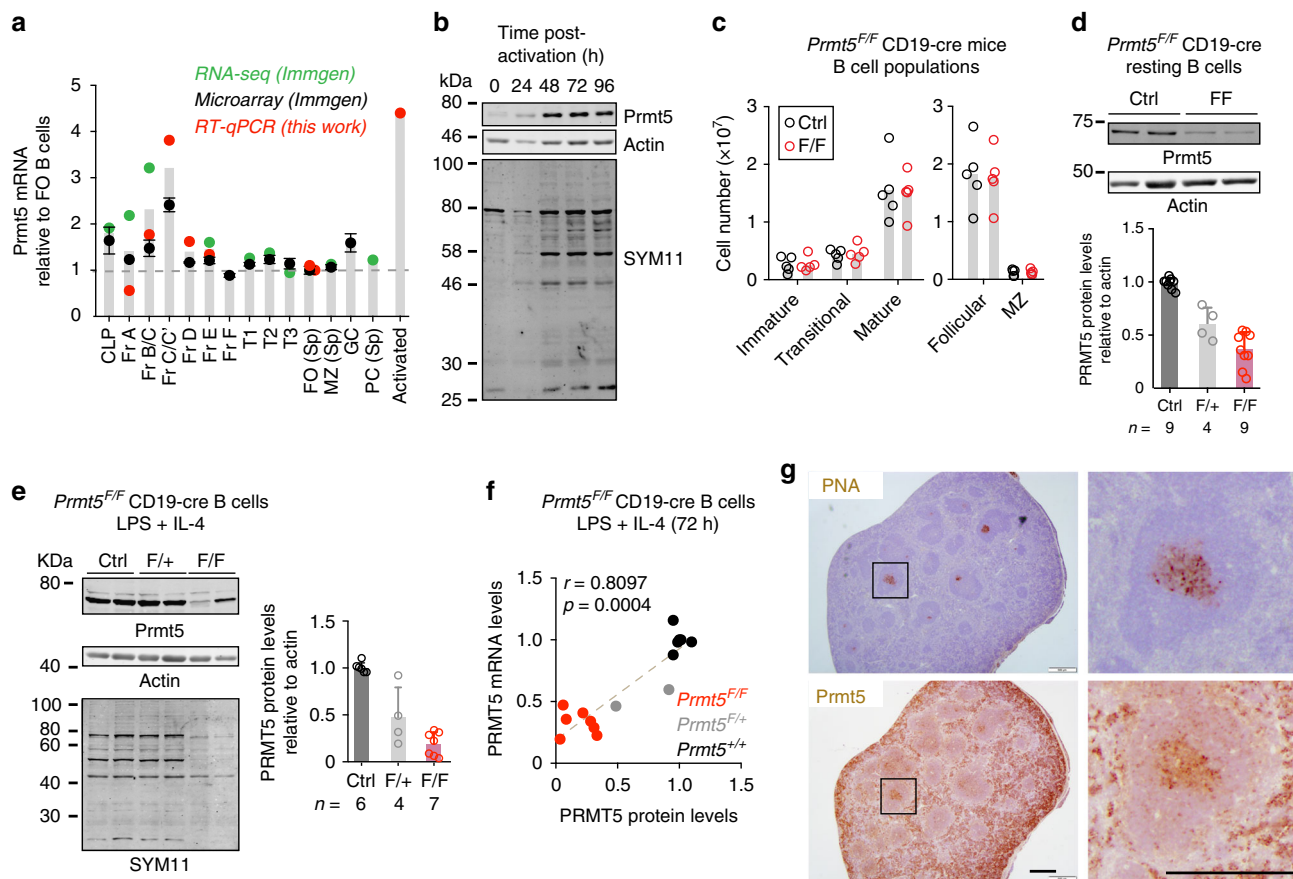 a
RNA-seq (Immgen)
Microarray (Immgen)
RT-qPCR (this work)
Prmt5 mRNA
relative to FO B cells
5
4
3
2
1
0
CLP
Fr A
Fr B/C
Fr C/C'
Fr D
Fr E
Fr F
T1
T2
T3
FO (Sp)
MZ (Sp)
GC
PC (Sp)
Activated
b
Time post-
activation (h)
kDa
0 24 48 72 96
80
Prmt5
46
Actin
100
80
58
SYM11
46
30
25
c
Prmt5F/F CD19-cre mice
B cell populations
Cell number (×10⁷)
3
2
1
0
Ctrl
F/F
Immature
Transitional
Mature
3
2
1
0
Follicular
MZ
d
Prmt5F/F CD19-cre
resting B cells
Ctrl FF
75
Prmt5
50
Actin
PRMT5 protein levels
relative to actin
1.0
0.5
0
Ctrl F/+ F/F
n = 9 4 9
e
Prmt5F/F CD19-cre B cells
LPS + IL-4
KDa
Ctrl F/+ F/F
80
Prmt5
40
Actin
100
80
60
40
30
SYM11
PRMT5 protein levels
relative to actin
1.5
1.0
0.5
0
Ctrl F/+ F/F
n = 6 4 7
f
Prmt5F/F CD19-cre B cells
LPS + IL-4 (72 h)
PRMT5 mRNA levels
1.5
1.0
0.5
0
r = 0.8097
p = 0.0004
Prmt5F/F
Prmt5F/+
Prmt5+/+
0 0.5 1.0 1.5
PRMT5 protein levels
g
PNA
Prmt5